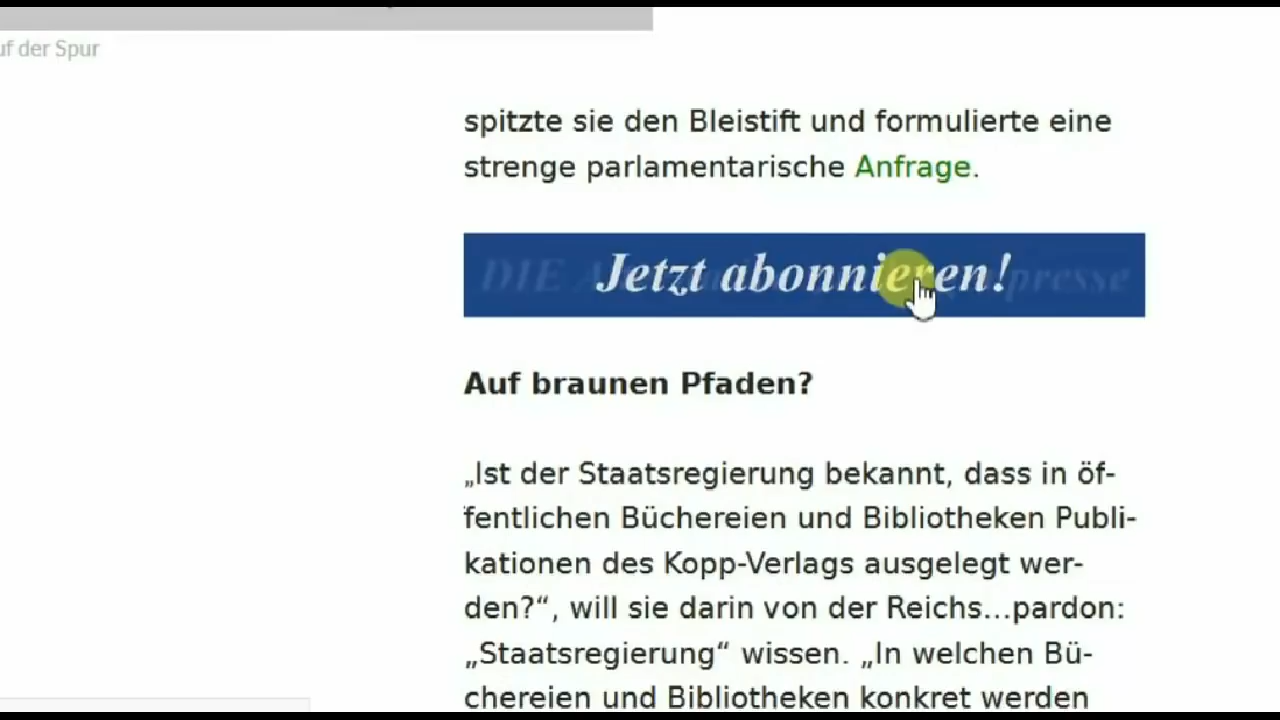 uf der Spur
spitzte sie den Bleistift und formulierte eine
strenge parlamentarische Anfrage.
Jetzt abonnieren!
Auf braunen Pfaden?
„Ist der Staatsregierung bekannt, dass in öf-
fentlichen Büchereien und Bibliotheken Publi-
kationen des Kopp-Verlags ausgelegt wer-
den?“, will sie darin von der Reichs...pardon:
„Staatsregierung“ wissen. „In welchen Bü-
chereien und Bibliotheken konkret werden